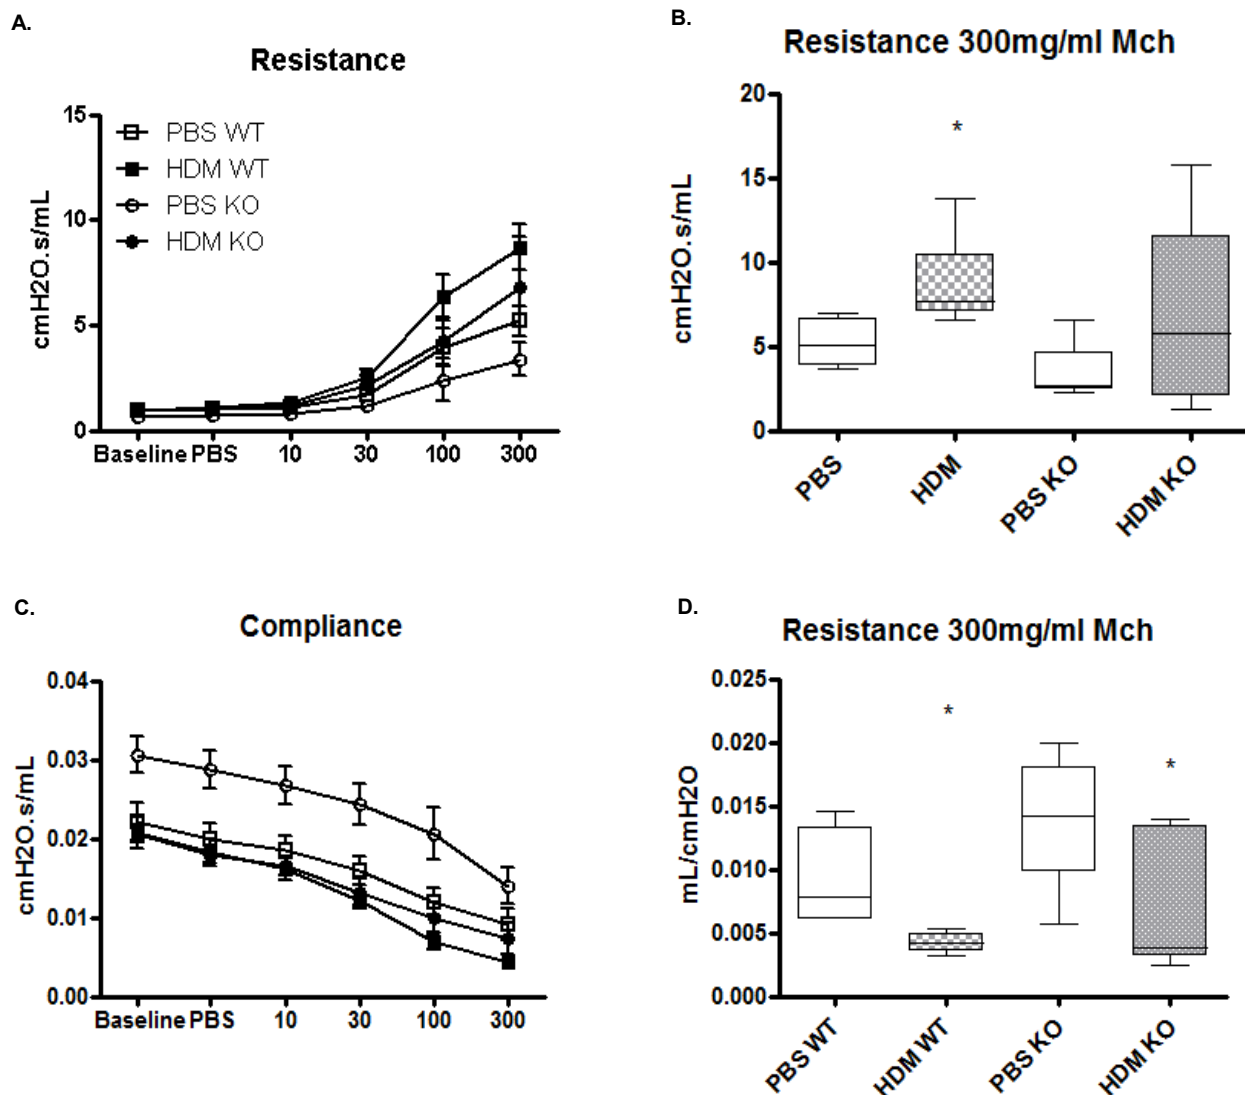 A.
Resistance
cmH2O.s/mL
15
10
5
0
PBS WT
HDM WT
PBS KO
HDM KO
Baseline PBS 10 30 100 300
B.
Resistance 300mg/ml Mch
cmH2O.s/mL
20
15
10
5
0
*
PBS
HDM
PBS KO
HDM KO
C.
Compliance
cmH2O.s/mL
0.04
0.03
0.02
0.01
0.00
Baseline PBS 10 30 100 300
D.
Resistance 300mg/ml Mch
mL/cmH2O
0.025
0.020
0.015
0.010
0.005
0.000
*
*
PBS WT
HDM WT
PBS KO
HDM KO